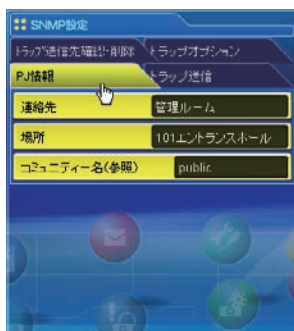 SNMP設定
トラップ送信先確認・削除 トラップオプション
PJ情報 トラップ送信
連絡先 管理ルーム
場所 101エントランスホール
コミュニティー名(参照) public